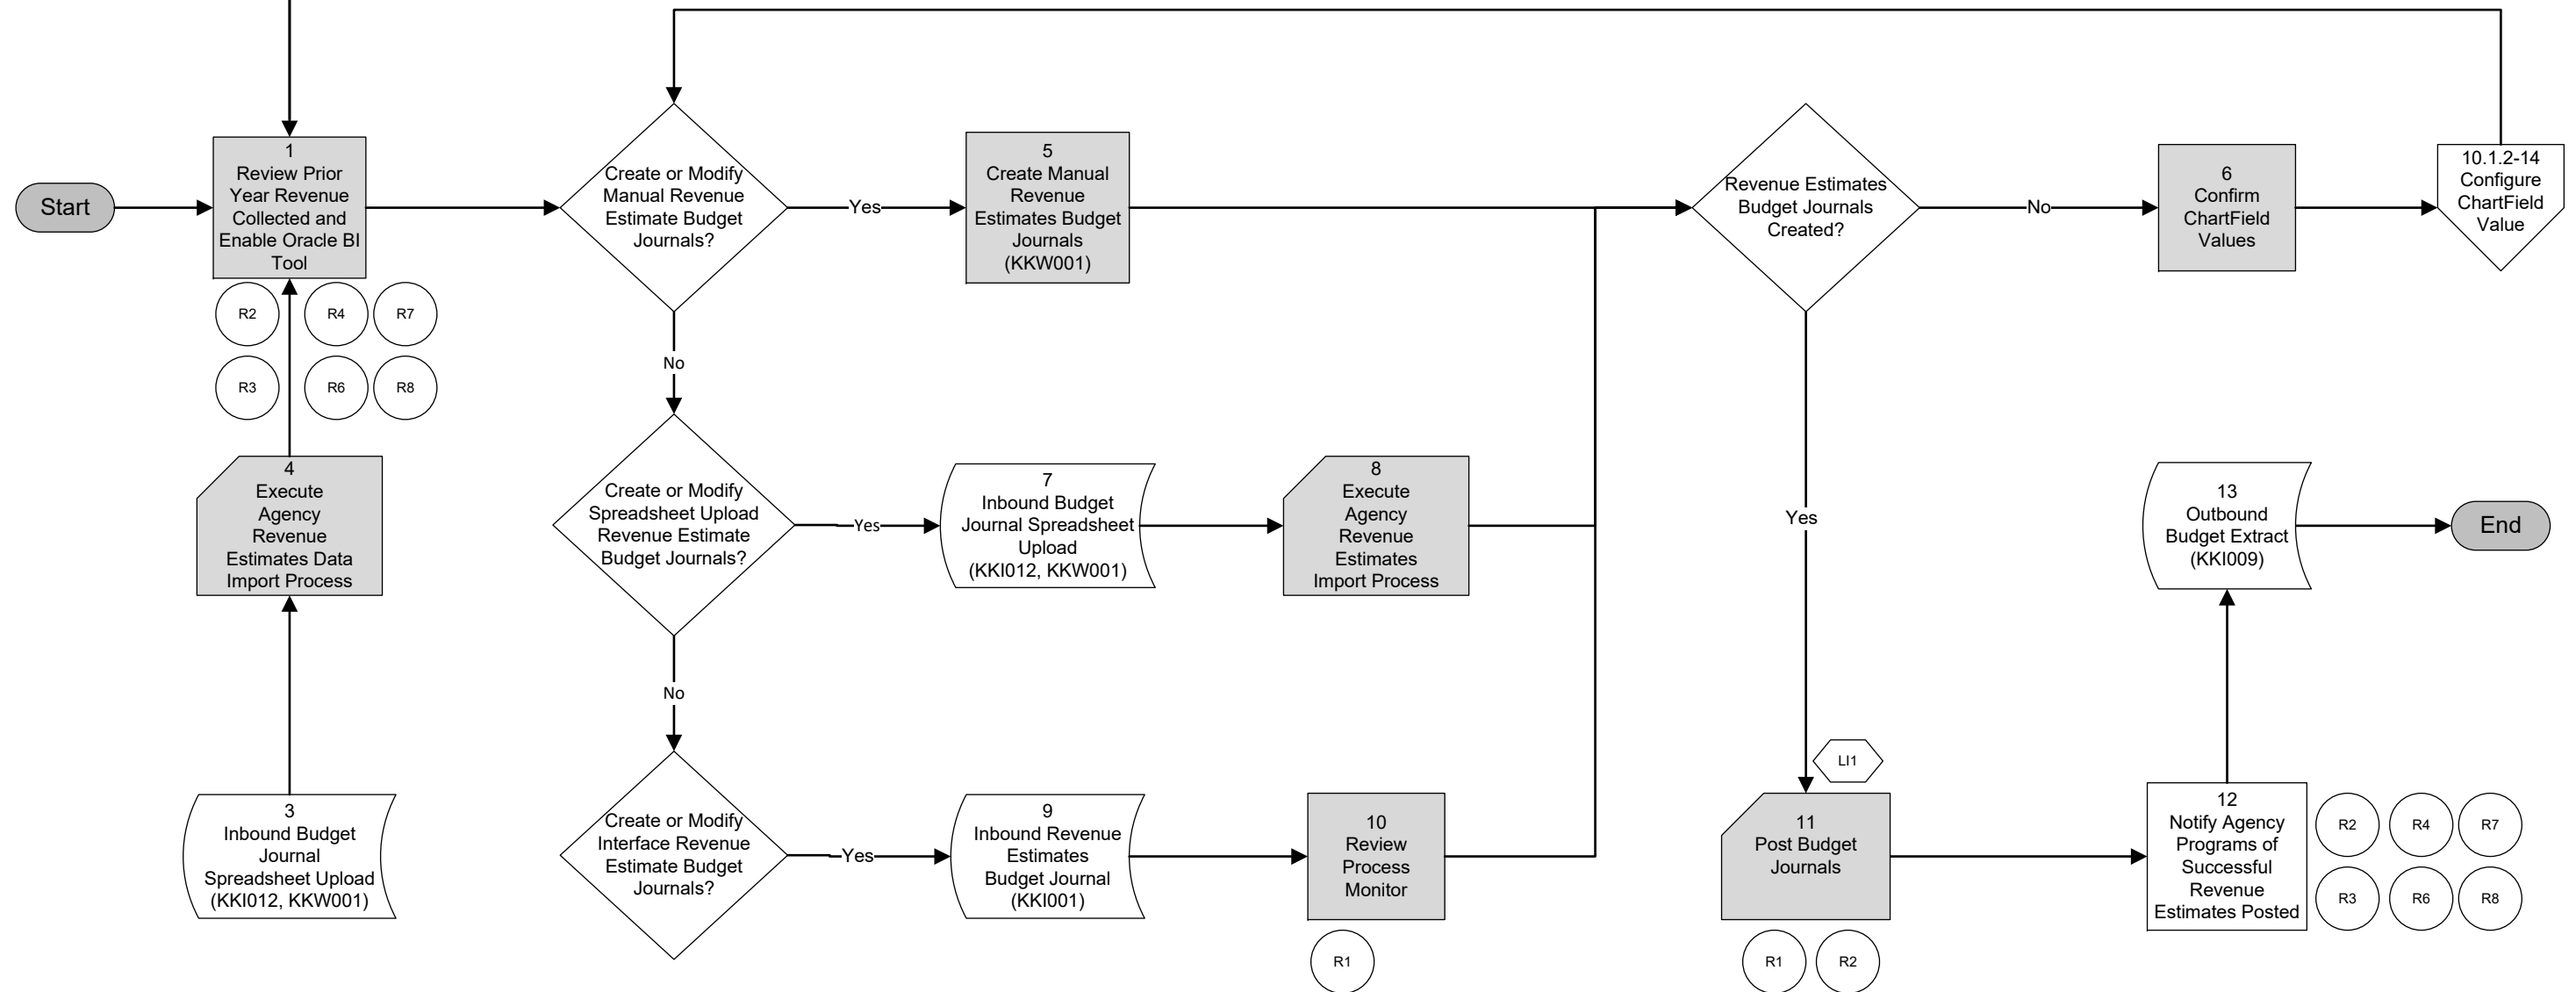 Start
1
Review Prior
Year Revenue
Collected and
Enable Oracle BI
Tool
R2
R4
R7
R3
R6
R8
4
Execute
Agency
Revenue
Estimates Data
Import Process
3
Inbound Budget
Journal
Spreadsheet Upload
(KKI012, KKW001)
Create or Modify
Manual Revenue
Estimate Budget
Journals?
Yes
5
Create Manual
Revenue
Estimates Budget
Journals
(KKW001)
No
Create or Modify
Spreadsheet Upload
Revenue Estimate
Budget Journals?
Yes
7
Inbound Budget
Journal Spreadsheet
Upload
(KKI012, KKW001)
8
Execute
Agency
Revenue
Estimates
Import Process
No
Create or Modify
Interface Revenue
Estimate Budget
Journals?
Yes
9
Inbound Revenue
Estimates
Budget Journal
(KKI001)
10
Review
Process
Monitor
R1
Revenue Estimates
Budget Journals
Created?
No
6
Confirm
ChartField
Values
10.1.2-14
Configure
ChartField
Value
Yes
LI1
11
Post Budget
Journals
R1
R2
12
Notify Agency
Programs of
Successful
Revenue
Estimates Posted
R2
R4
R7
R3
R6
R8
13
Outbound
Budget Extract
(KKI009)
End